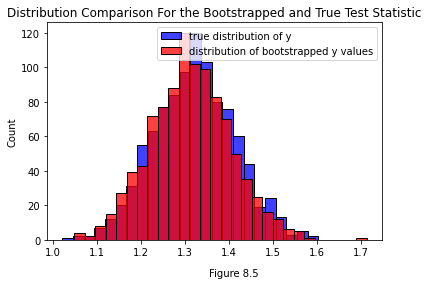 Distribution Comparison For the Bootstrapped and True Test Statistic
true distribution of y
distribution of bootstrapped y values
120
100
80
60
40
20
0
Count
1.0 1.1 1.2 1.3 1.4 1.5 1.6 1.7
Figure 8.5